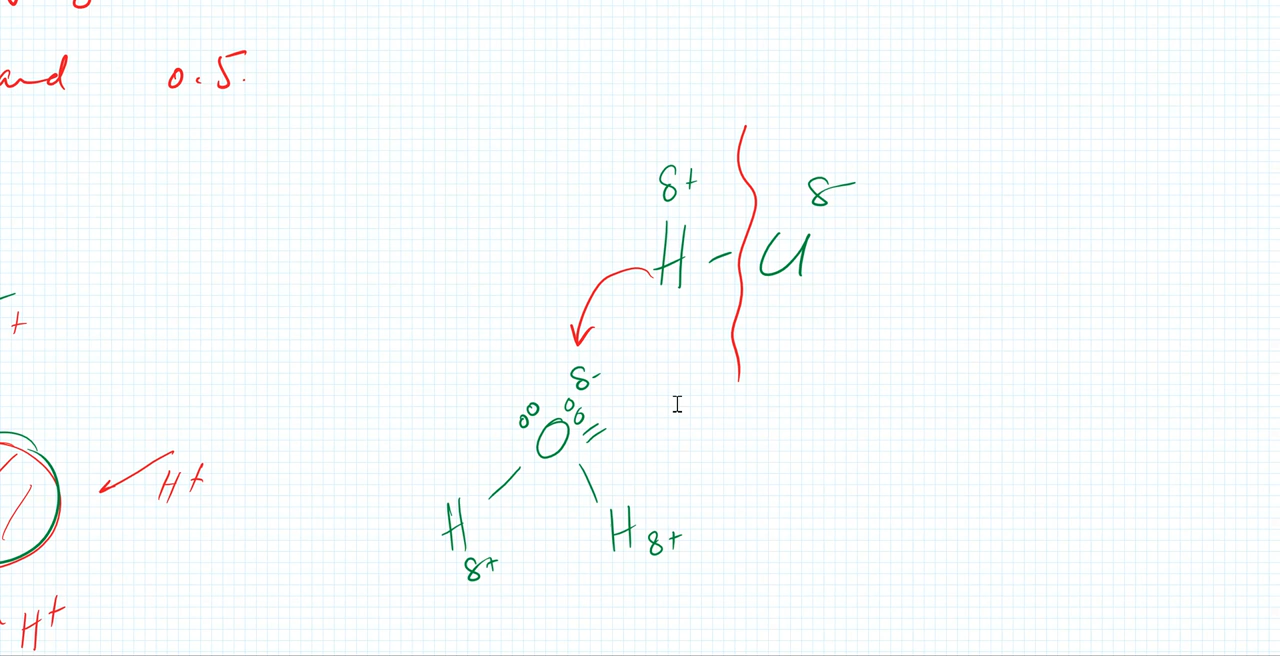 and 0.5.
δ+ δ-
H - Cl
+
δ-
O
H+
H H δ+
δ+
H+